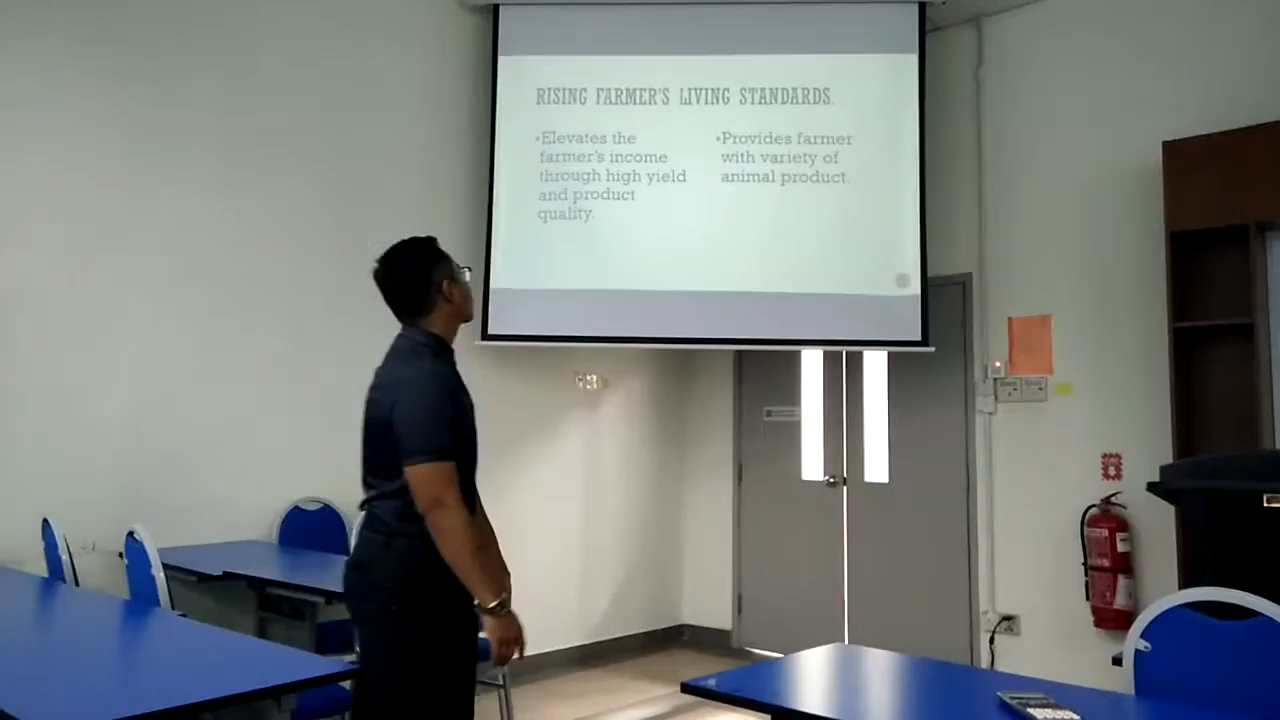 RISING FARMER'S LIVING STANDARDS.
•Elevates the
farmer's income
through high yield
and product
quality.
•Provides farmer
with variety of
animal product.